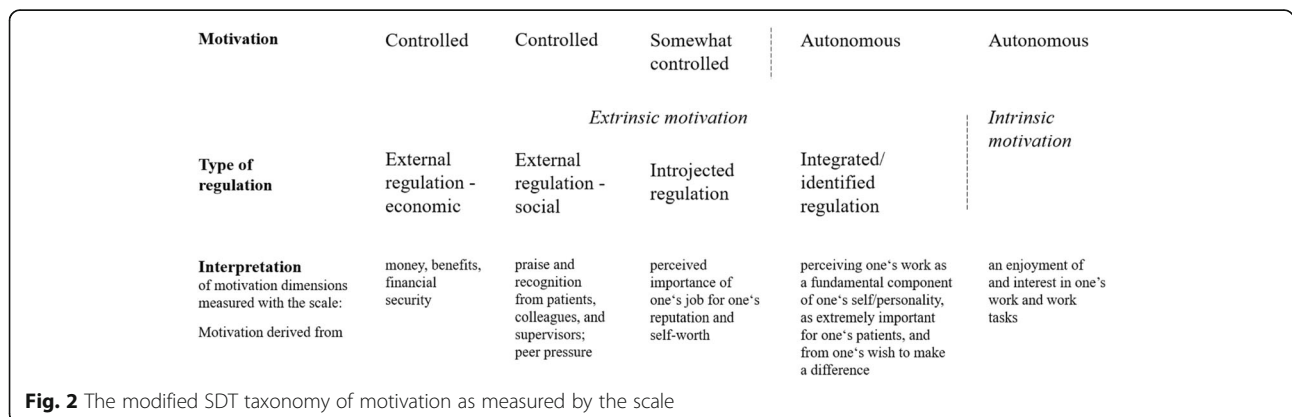 Motivation Controlled Controlled Somewhat controlled Autonomous Autonomous
Extrinsic motivation Intrinsic motivation
Type of regulation
External regulation - economic
External regulation - social
Introjected regulation
Integrated/ identified regulation
Interpretation of motivation dimensions measured with the scale:
Motivation derived from
money, benefits, financial security
praise and recognition from patients, colleagues, and supervisors; peer pressure
perceived importance of one‘s job for one‘s reputation and self-worth
perceiving one‘s work as a fundamental component of one‘s self/personality, as extremely important for one‘s patients, and from one‘s wish to make a difference
an enjoyment of and interest in one’s work and work tasks
Fig. 2 The modified SDT taxonomy of motivation as measured by the scale